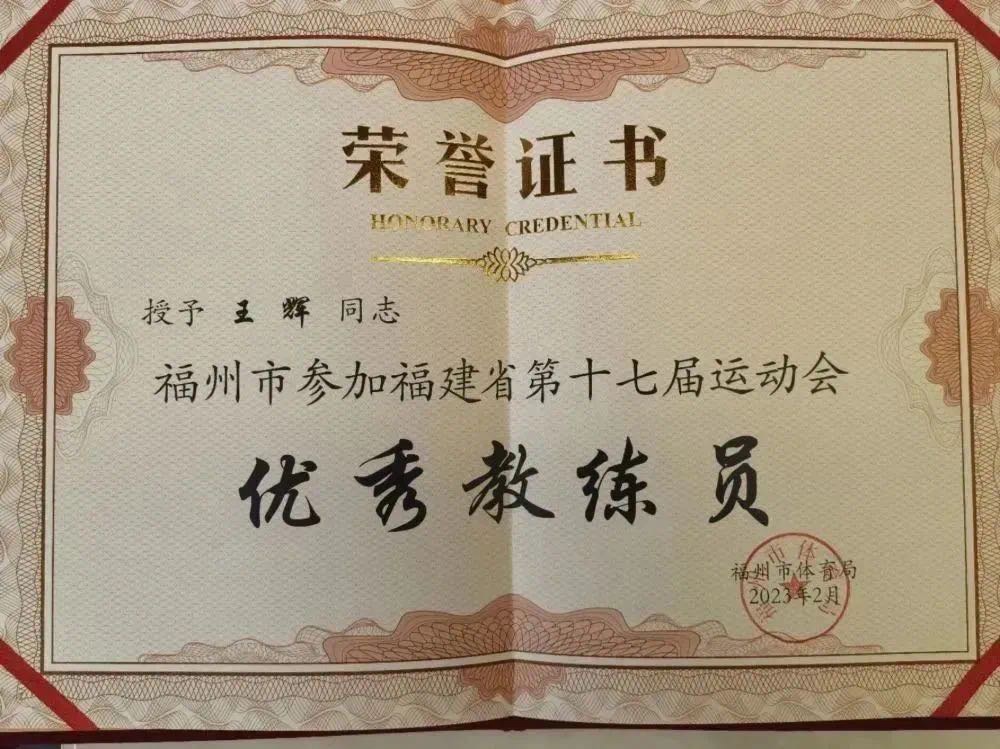 荣誉证书
HONORARY CREDENTIAL
授予 王辉 同志
福州市参加福建省第十七届运动会
优秀教练员
福州市体育局
2023年2月